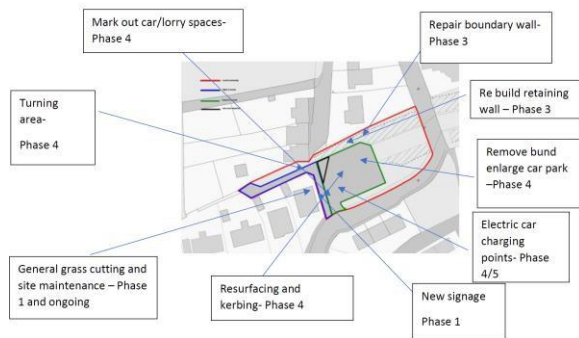 Mark out car/lorry spaces-
Phase 4
Repair boundary wall-
Phase 3
Turning
area-
Phase 4
Re build retaining
wall – Phase 3
Remove bund
enlarge car park
–Phase 4
Electric car
charging
points- Phase
4/5
General grass cutting and
site maintenance – Phase
1 and ongoing
Resurfacing and
kerbing- Phase 4
New signage
Phase 1